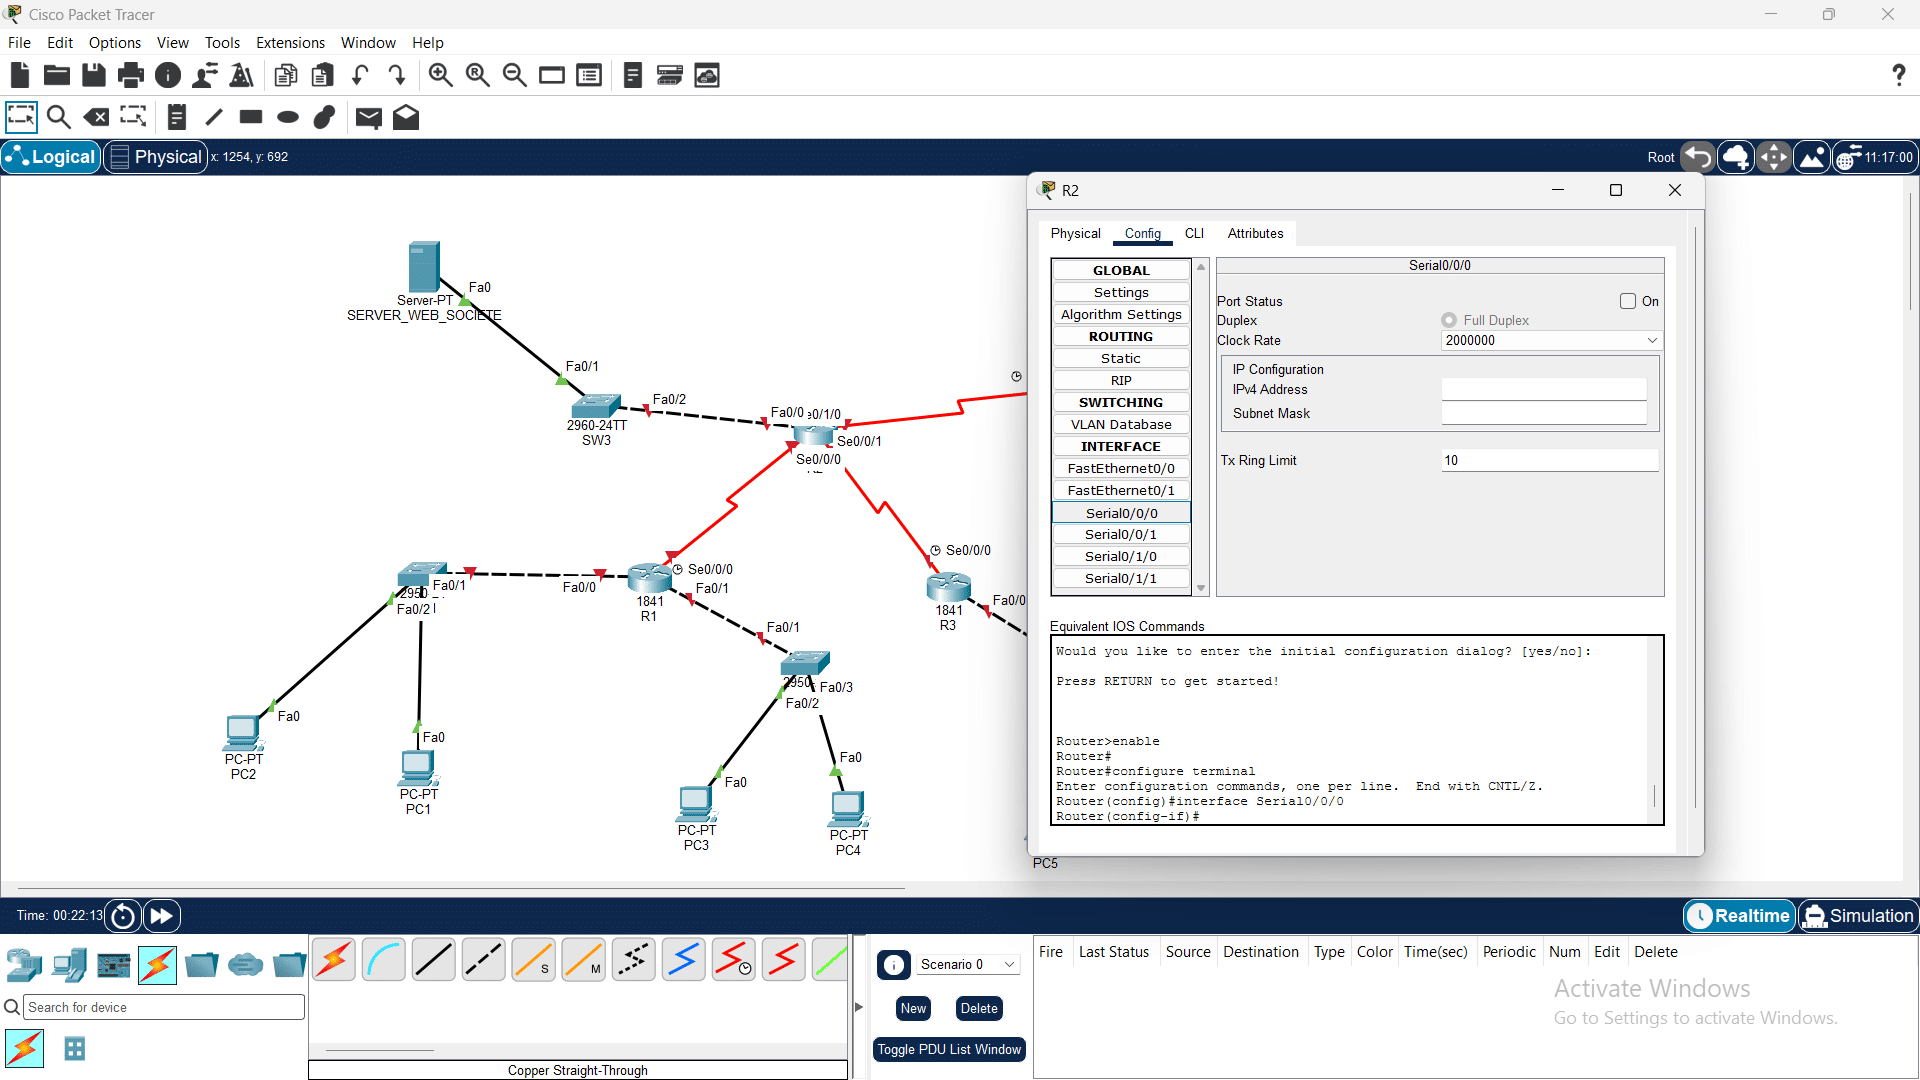 Cisco Packet Tracer
File Edit Options View Tools Extensions Window Help
Logical Physical x: 1254, y: 692 Root 11:17:00
Server-PT
SERVER_WEB_SOCIETE
Fa0
Fa0/1
Fa0/2
2960-24TT
SW3
Fa0/0
Se0/0/1
Se0/0/0
Fa0/1
Fa0/2
Fa0/0
Se0/0/0
Fa0/1
1841
R1
Se0/0/0
1841
R3
Fa0/0
Fa0/1
Fa0/3
Fa0/2
Fa0
PC-PT
PC2
Fa0
PC-PT
PC1
Fa0
PC-PT
PC3
Fa0
PC-PT
PC4
PC5
R2
Physical Config CLI Attributes
GLOBAL
Settings
Algorithm Settings
ROUTING
Static
RIP
SWITCHING
VLAN Database
INTERFACE
FastEthernet0/0
FastEthernet0/1
Serial0/0/0
Serial0/0/1
Serial0/1/0
Serial0/1/1
Serial0/0/0
Port Status On
Duplex Full Duplex
Clock Rate 2000000
IP Configuration
IPv4 Address
Subnet Mask
Tx Ring Limit 10
Equivalent IOS Commands
Would you like to enter the initial configuration dialog? [yes/no]:
Press RETURN to get started!
Router>enable
Router#
Router#configure terminal
Enter configuration commands, one per line. End with CNTL/Z.
Router(config)#interface Serial0/0/0
Router(config-if)#
Time: 00:22:13 Realtime Simulation
Search for device
S
M
Copper Straight-Through
Scenario 0
New Delete
Toggle PDU List Window
Fire Last Status Source Destination Type Color Time(sec) Periodic Num Edit Delete
Activate Windows
Go to Settings to activate Windows.